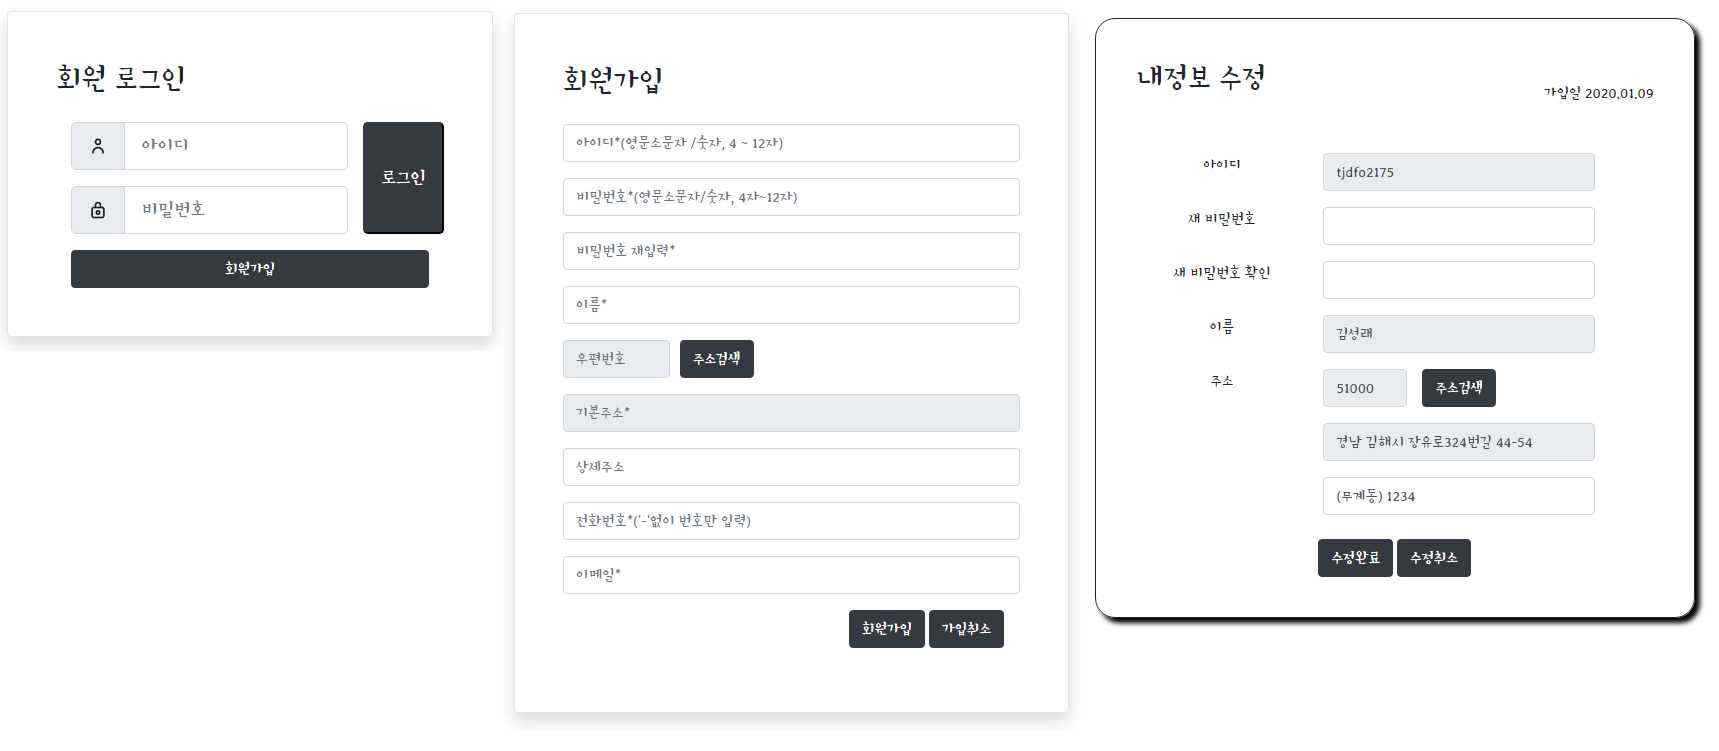 회원 로그인
아이디
비밀번호
로그인
회원가입
회원가입
아이디*(영문소문자 /숫자, 4 ~ 12자)
비밀번호*(영문소문자/숫자, 4자~12자)
비밀번호 재입력*
이름*
우편번호 주소검색
기본주소*
상세주소
전화번호*('-'없이 번호만 입력)
이메일*
회원가입 가입취소
내정보 수정
가입일 2020.01.09
아이디 tjdfo2175
새 비밀번호
새 비밀번호 확인
이름 김성래
주소 51000 주소검색
경남 김해시 장유로324번길 44-54
(무계동) 1234
수정완료 수정취소